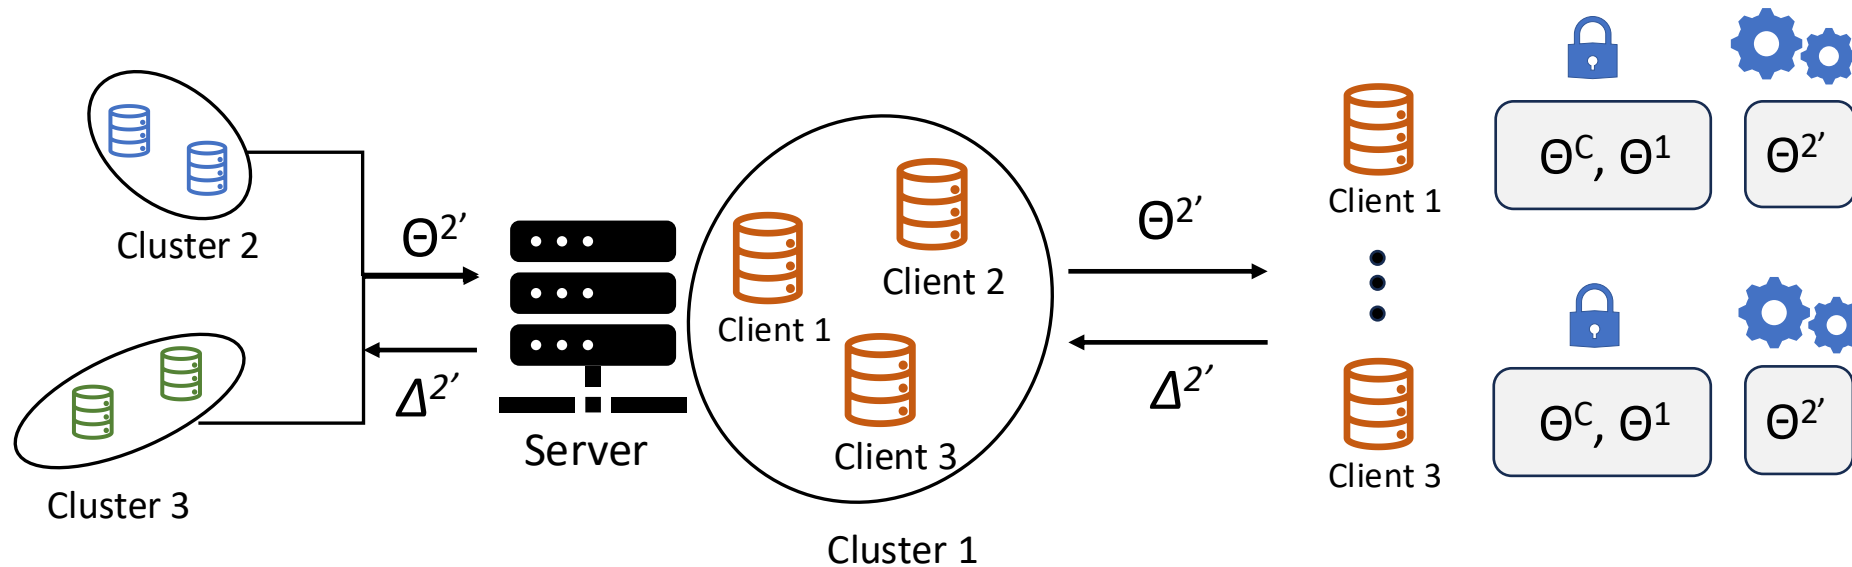 Cluster 2
Cluster 3
Θ²’
Δ²’
Server
Client 1
Client 2
Client 3
Cluster 1
Θ²’
Δ²’
Client 1
Θᶜ, Θ¹
Θ²’
Client 3
Θᶜ, Θ¹
Θ²’